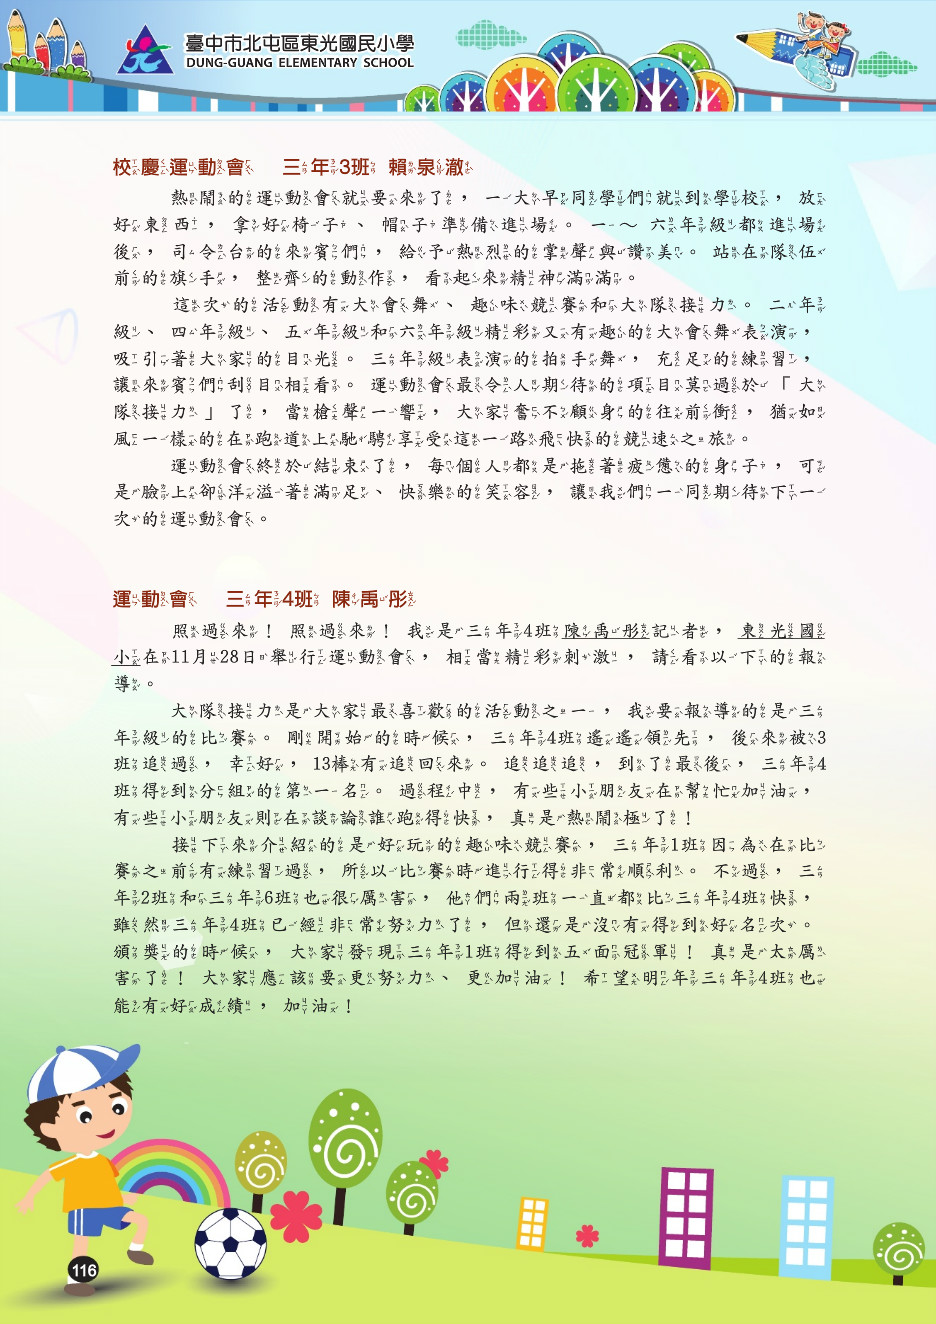 臺中市北屯區東光國民小學
DUNG-GUANG ELEMENTARY SCHOOL
校慶運動會 三年3班 賴泉澈
熱鬧的運動會就要來了，一大早同學們就到學校，放
好東西，拿好椅子、帽子準備進場。一～六年級都進場
後，司令台的來賓們，給予熱烈的掌聲與讚美。站在隊伍
前的旗手，整齊的動作，看起來精神滿滿。
這次的活動有大會舞、趣味競賽和大隊接力。二年
級、四年級、五年級和六年級精彩又有趣的大會舞表演，
吸引著大家的目光。三年級表演的拍手舞，充足的練習，
讓來賓們刮目相看。運動會最令人期待的項目莫過於「大
隊接力」了，當槍聲一響，大家奮不顧身的往前衝，猶如
風一樣的在跑道上馳騁享受這一路飛快的競速之旅。
運動會終於結束了，每個人都是拖著疲憊的身子，可
是臉上卻洋溢著滿足、快樂的笑容，讓我們一同期待下一
次的運動會。
運動會 三年4班 陳禹彤
照過來！照過來！我是三年4班陳禹彤記者，東光國
小在11月28日舉行運動會，相當精彩刺激，請看以下的報
導。
大隊接力是大家最喜歡的活動之一，我要報導的是三
年級的比賽。剛開始的時候，三年4班遙遙領先，後來被3
班追過，幸好，13棒有追回來。追追追，到了最後，三年4
班得到分組的第一名。過程中，有些小朋友在幫忙加油，
有些小朋友則在談論誰跑得快，真是熱鬧極了！
接下來介紹的是好玩的趣味競賽，三年1班因為在比
賽之前有練習過，所以比賽時進行得非常順利。不過，三
年2班和三年6班也很厲害，他們兩班一直都比三年4班快，
雖然三年4班已經非常努力了，但還是沒有得到好名次。
頒獎的時候，大家發現三年1班得到五面冠軍！真是太厲
害了！大家應該要更努力、更加油！希望明年三年4班也
能有好成績，加油！
116